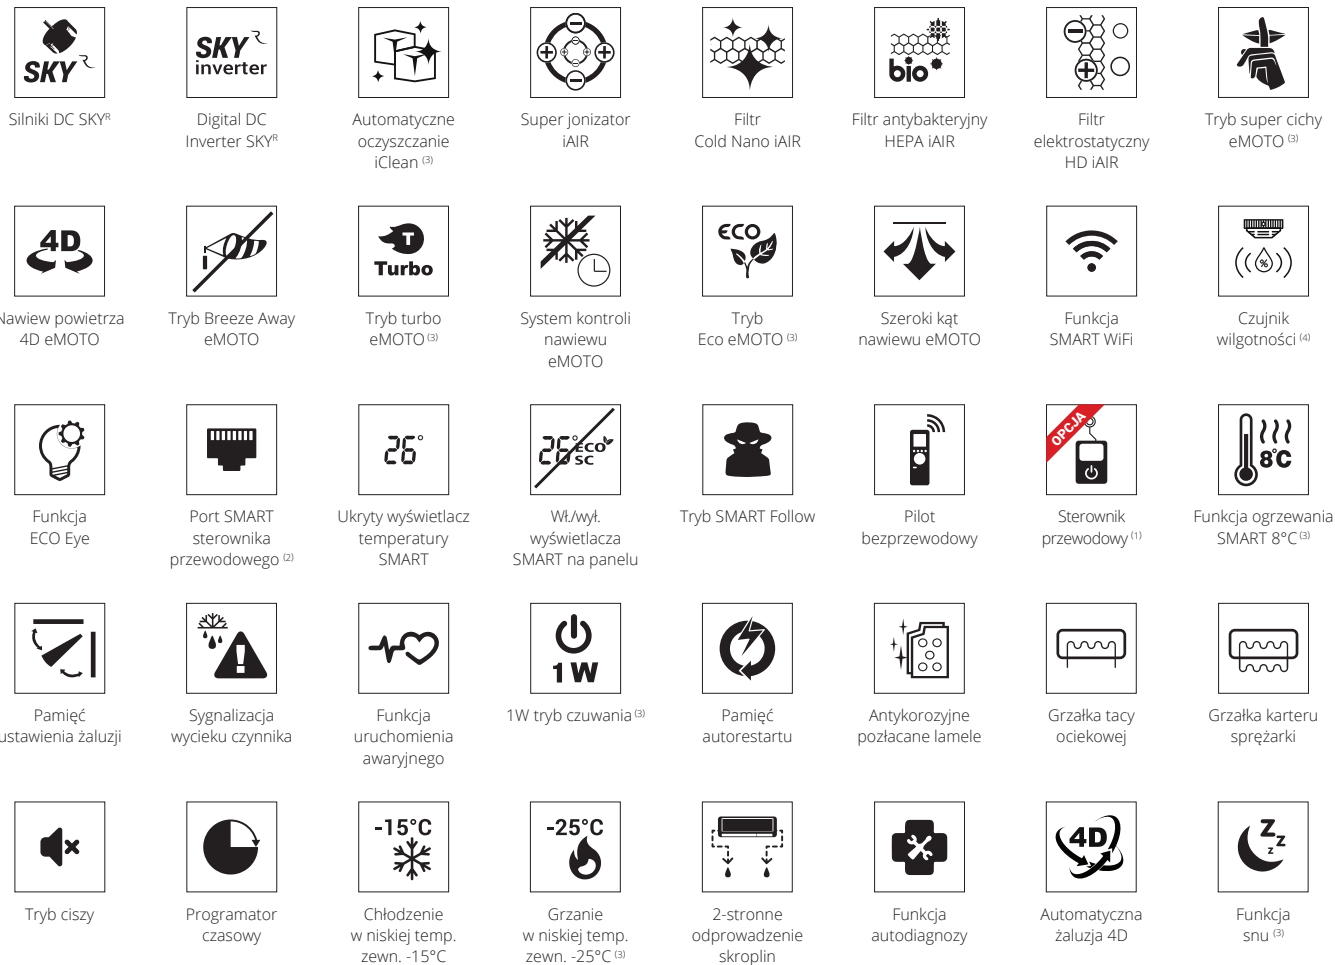 SKY R
SKY R
inverter
bio
Silniki DC SKYᴿ
Digital DC
Inverter SKYᴿ
Automatyczne
oczyszczanie
iClean (3)
Super jonizator
iAIR
Filtr
Cold Nano iAIR
Filtr antybakteryjny
HEPA iAIR
Filtr
elektrostatyczny
HD iAIR
Tryb super cichy
eMOTO (3)
4D
T
Turbo
ECO
%
Nawiew powietrza
4D eMOTO
Tryb Breeze Away
eMOTO
Tryb turbo
eMOTO (3)
System kontroli
nawiewu
eMOTO
Tryb
Eco eMOTO (3)
Szeroki kąt
nawiewu eMOTO
Funkcja
SMART WiFi
Czujnik
wilgotności (4)
26°
26° ECO
SC
OPCJA
8°C
Funkcja
ECO Eye
Port SMART
sterownika
przewodowego (2)
Ukryty wyświetlacz
temperatury
SMART
Wł./wył.
wyświetlacza
SMART na panelu
Tryb SMART Follow
Pilot
bezprzewodowy
Sterownik
przewodowy (1)
Funkcja ogrzewania
SMART 8°C (3)
1W
Pamięć
ustawienia żaluzji
Sygnalizacja
wycieku czynnika
Funkcja
uruchomienia
awaryjnego
1W tryb czuwania (3)
Pamięć
autorestartu
Antykorozyjne
pozłacane lamele
Grzałka tacy
ociekowej
Grzałka karteru
sprężarki
-15°C
-25°C
4D
Z z z
Tryb ciszy
Programator
czasowy
Chłodzenie
w niskiej temp.
zewn. -15°C
Grzanie
w niskiej temp.
zewn. -25°C (3)
2-stronne
odprowadzenie
skroplin
Funkcja
autodiagnozy
Automatyczna
żaluzja 4D
Funkcja
snu (3)